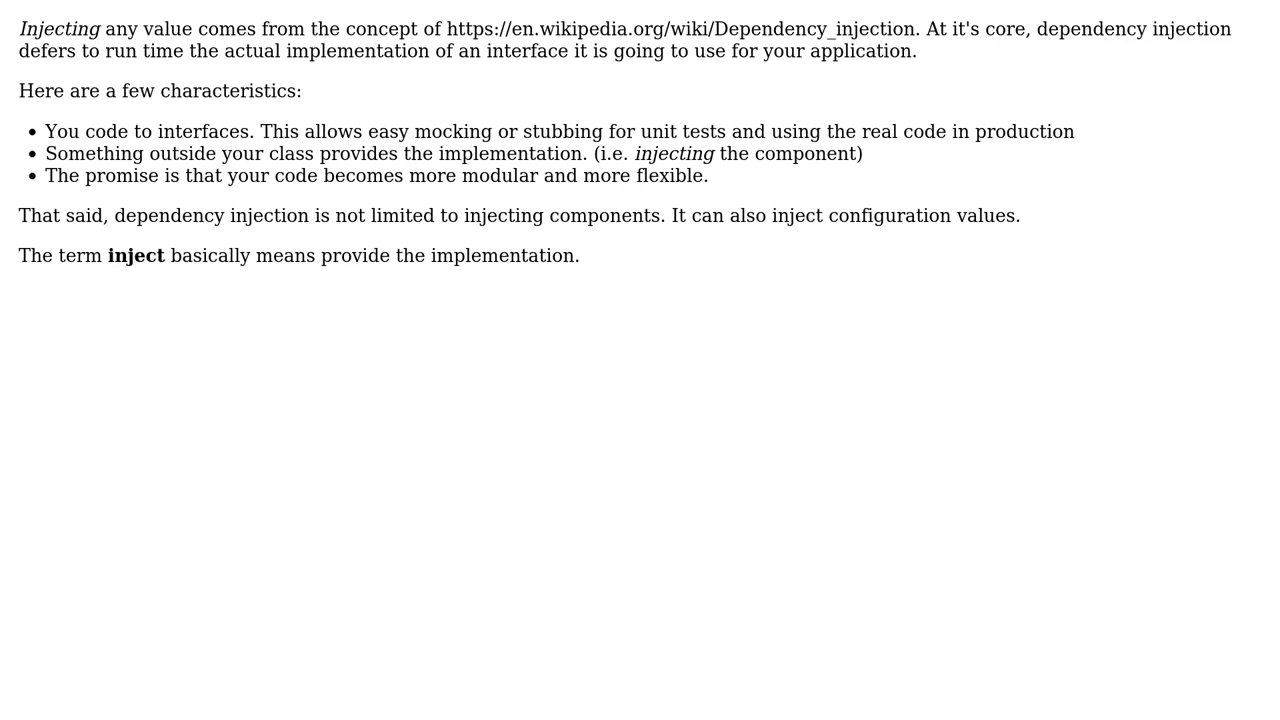 Injecting any value comes from the concept of https://en.wikipedia.org/wiki/Dependency_injection. At it's core, dependency injection
defers to run time the actual implementation of an interface it is going to use for your application.
Here are a few characteristics:
• You code to interfaces. This allows easy mocking or stubbing for unit tests and using the real code in production
• Something outside your class provides the implementation. (i.e. injecting the component)
• The promise is that your code becomes more modular and more flexible.
That said, dependency injection is not limited to injecting components. It can also inject configuration values.
The term inject basically means provide the implementation.